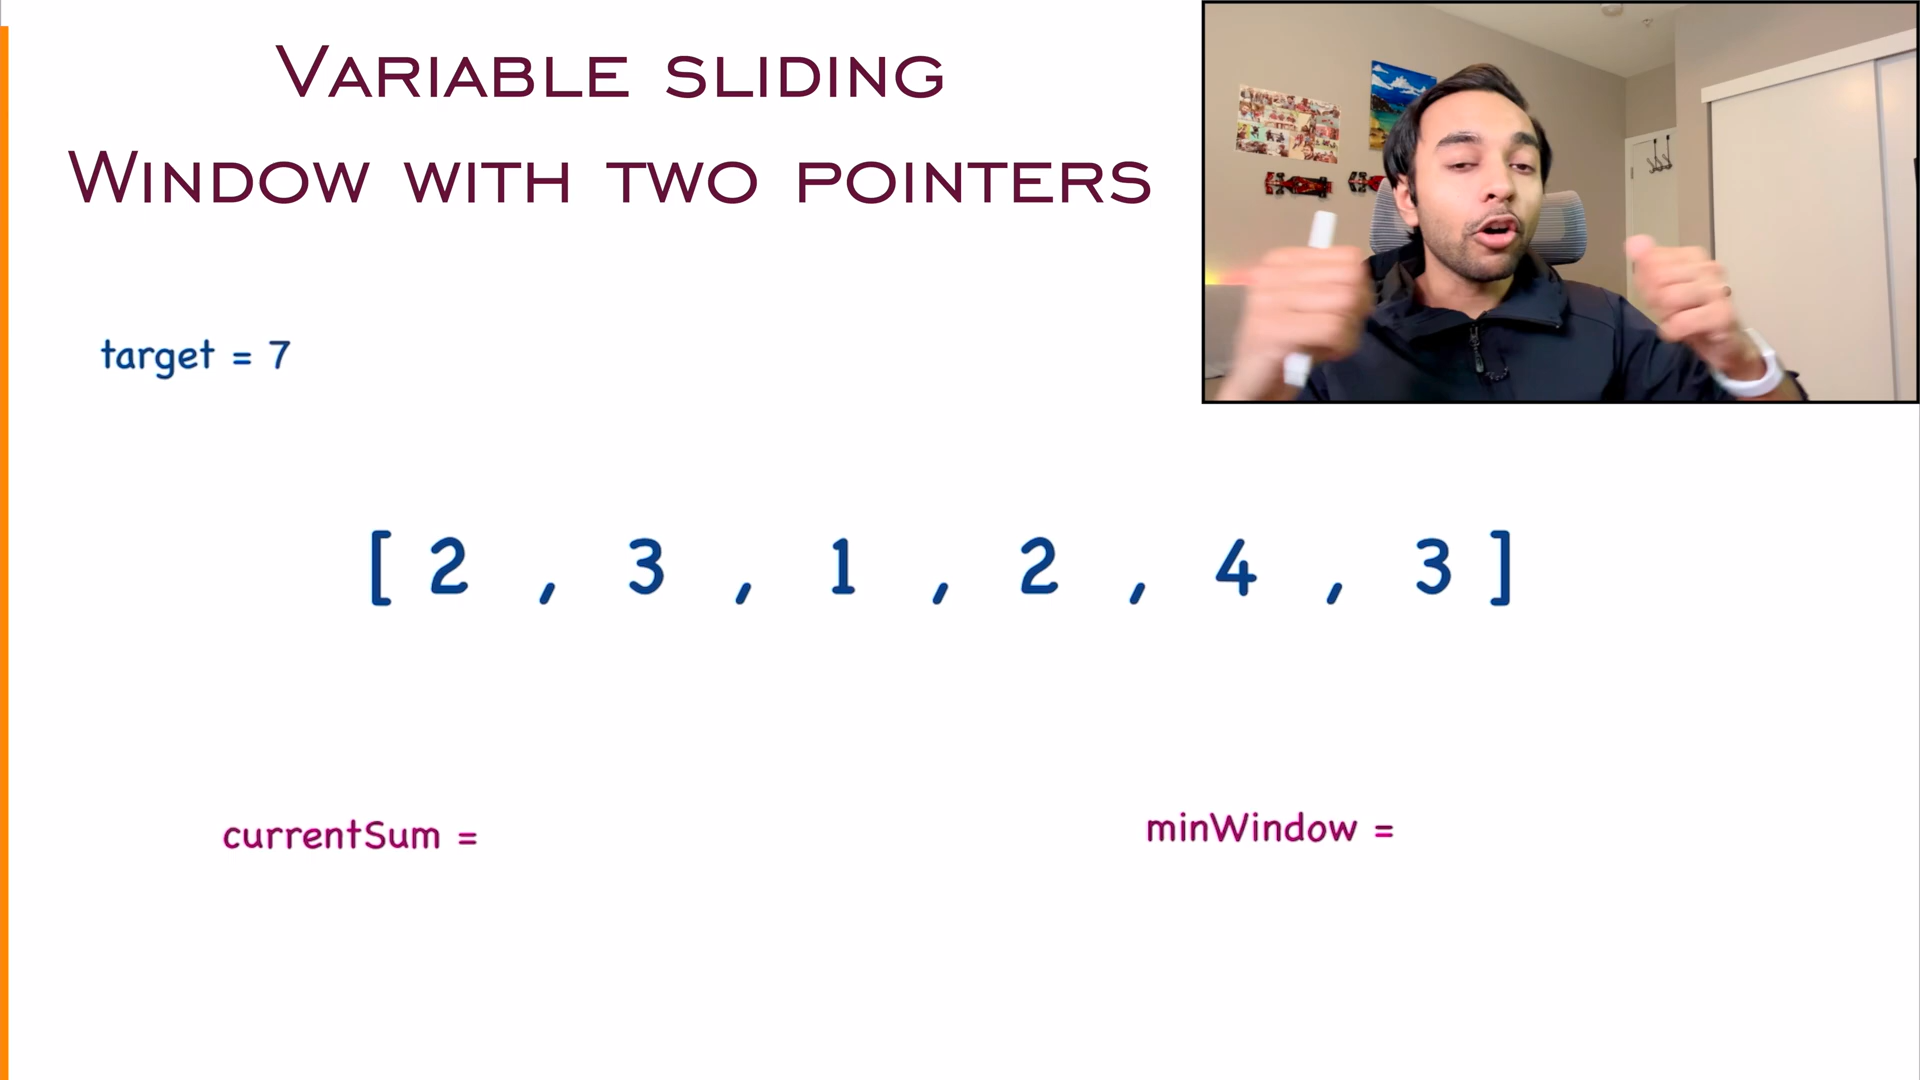 Variable sliding
Window with two pointers
target = 7
[ 2 , 3 , 1 , 2 , 4 , 3 ]
currentSum =
minWindow =